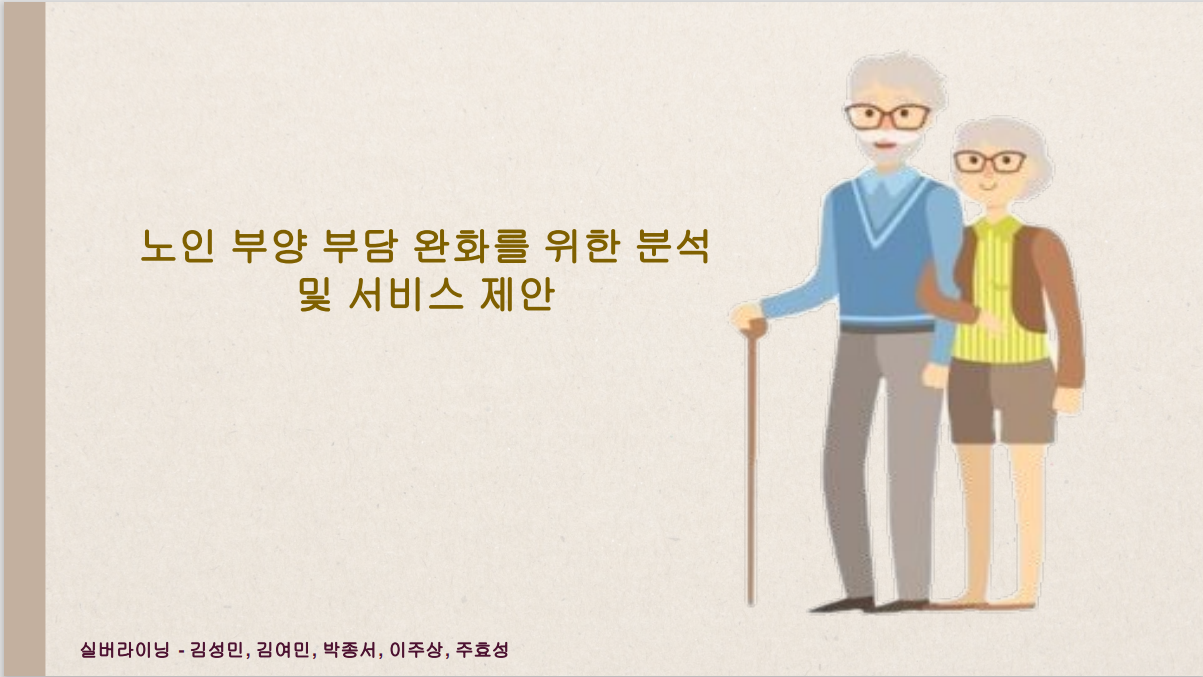 노인 부양 부담 완화를 위한 분석
및 서비스 제안
실버라이닝 - 김성민, 김여민, 박종서, 이주상, 주효성